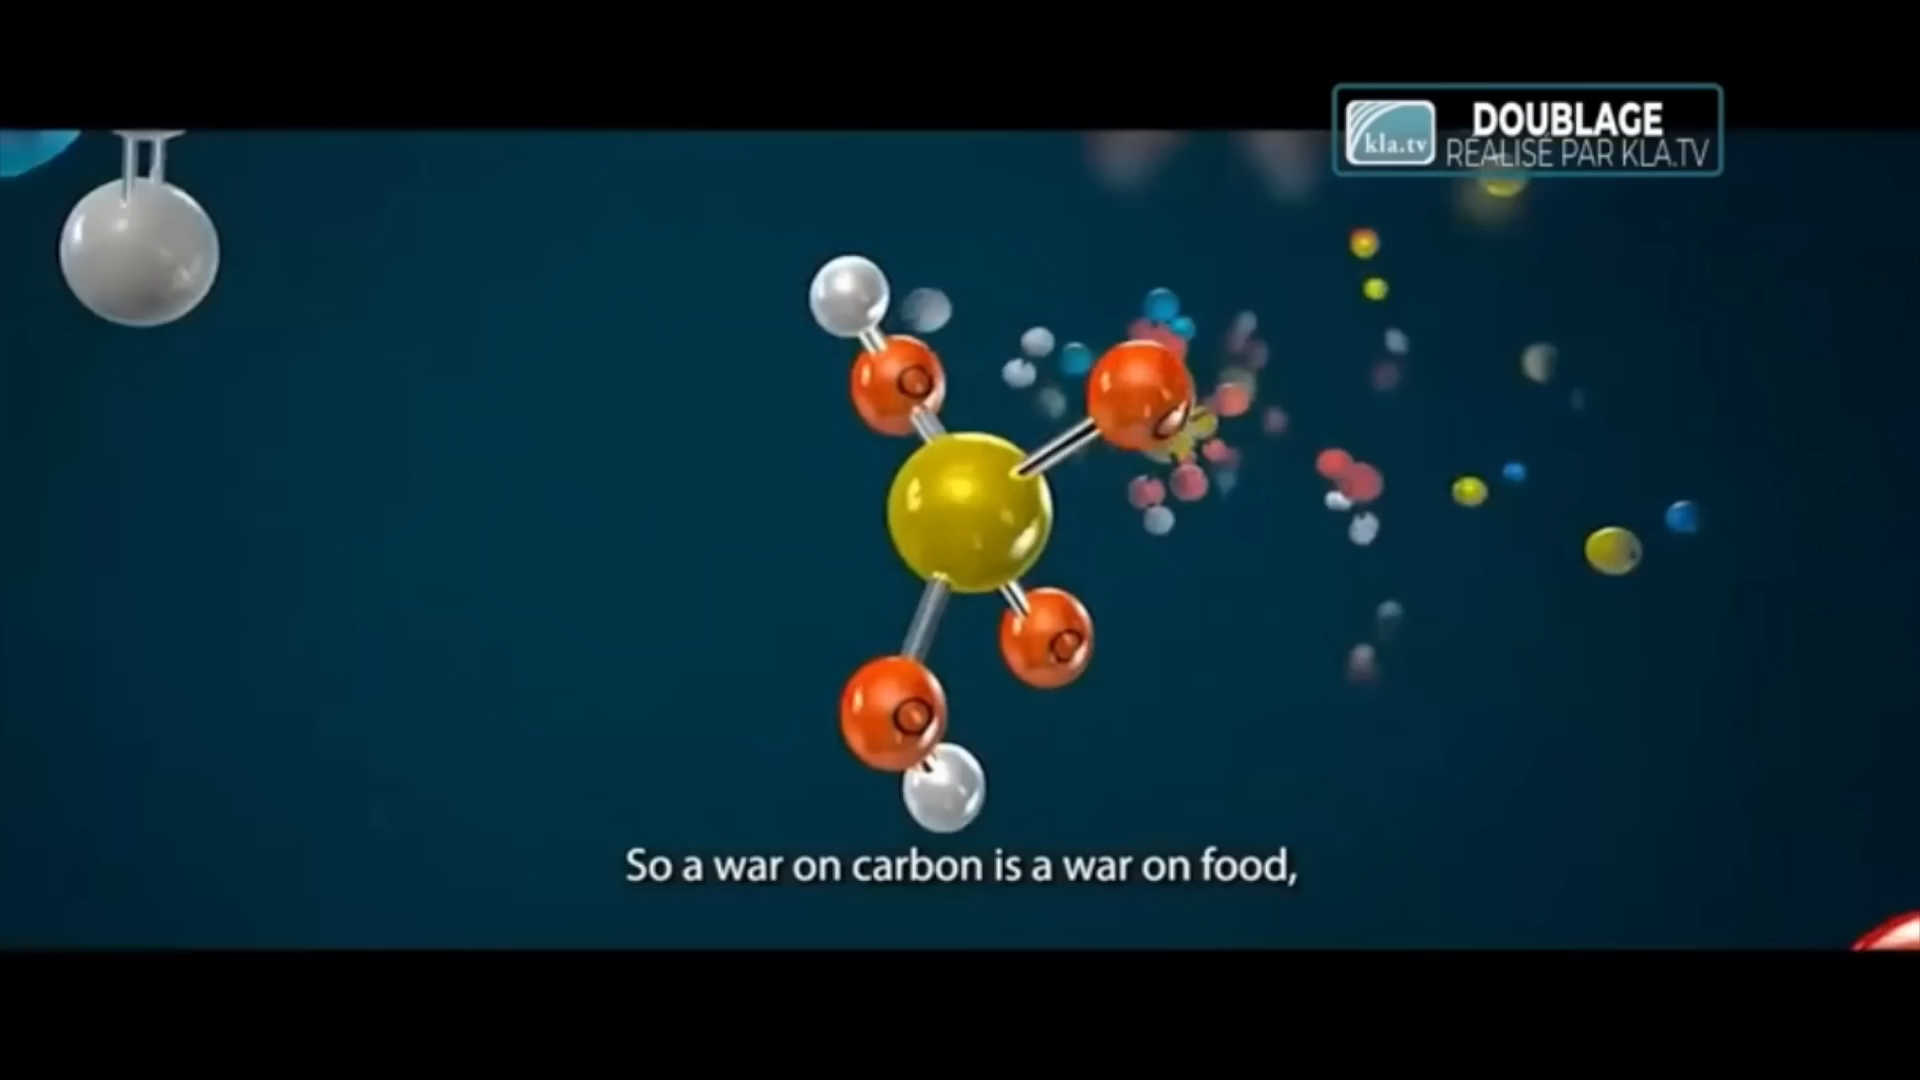 kla.tv
DOUBLAGE
RÉALISÉ PAR KLA.TV
O
O
O
O
So a war on carbon is a war on food,